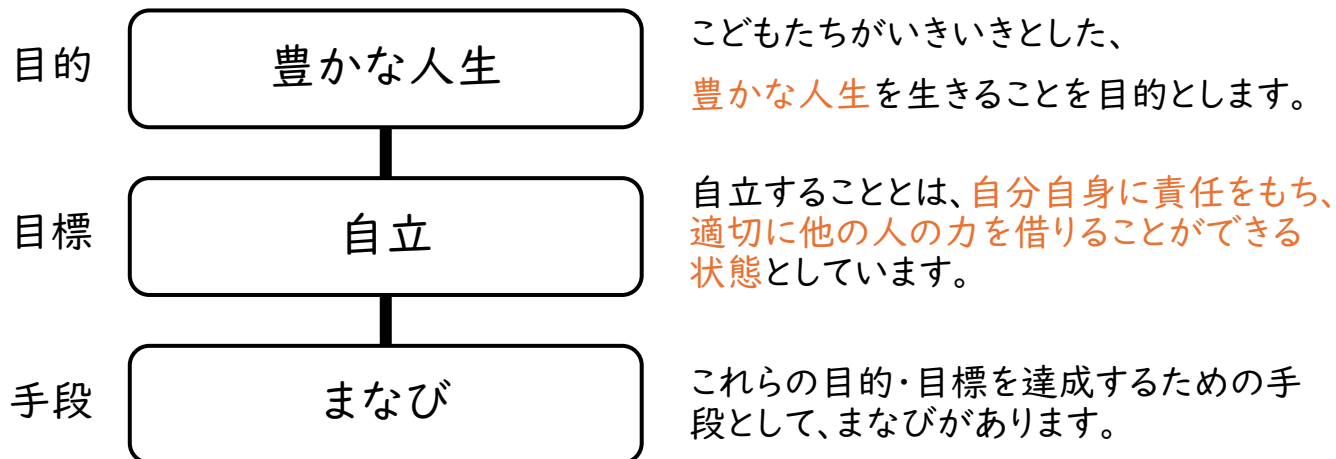 目的
豊かな人生
こどもたちがいきいきとした、
豊かな人生を生きることを目的とします。
目標
自立
自立することとは、自分自身に責任をもち、
適切に他の人の力を借りることができる
状態としています。
手段
まなび
これらの目的・目標を達成するための手
段として、まなびがあります。